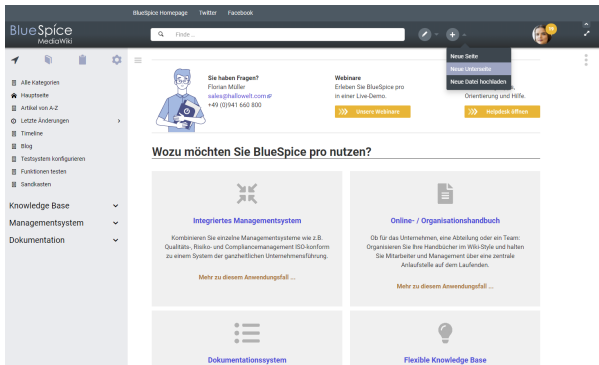 BlueSpice Homepage Twitter Facebook
BlueSpice
MediaWiki
Finde ...
Neue Seite
Neue Unterseite
Neue Datei hochladen
Alle Kategorien
Hauptseite
Artikel von A-Z
Letzte Änderungen
Timeline
Blog
Testsystem konfigurieren
Funktionen testen
Sandkasten
Knowledge Base
Managementsystem
Dokumentation
Sie haben Fragen?
Florian Müller
sales@hallowelt.com
+49 (0)941 660 800
Webinare
Erleben Sie BlueSpice pro
in einer Live-Demo.
Unsere Webinare
Orientierung und Hilfe.
Helpdesk öffnen
Wozu möchten Sie BlueSpice pro nutzen?
Integriertes Managementsystem
Kombinieren Sie einzelne Managementsysteme wie z.B.
Qualitäts-, Risiko- und Compliancemanagement ISO-konform
zu einem System der ganzheitlichen Unternehmensführung.
Mehr zu diesem Anwendungsfall ...
Online- / Organisationshandbuch
Ob für das Unternehmen, eine Abteilung oder ein Team:
Organisieren Sie Ihre Handbücher im Wiki-Style und halten
Sie Mitarbeiter und Management über eine zentrale
Anlaufstelle auf dem Laufenden.
Mehr zu diesem Anwendungsfall ...
Dokumentationssystem
Flexible Knowledge Base